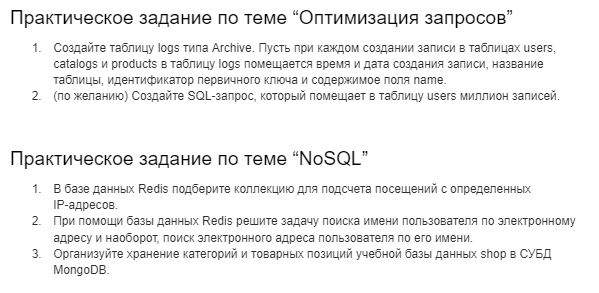 Практическое задание по теме “Оптимизация запросов”
1. Создайте таблицу logs типа Archive. Пусть при каждом создании записи в таблицах users,
catalogs и products в таблицу logs помещается время и дата создания записи, название
таблицы, идентификатор первичного ключа и содержимое поля name.
2. (по желанию) Создайте SQL-запрос, который помещает в таблицу users миллион записей.
Практическое задание по теме “NoSQL”
1. В базе данных Redis подберите коллекцию для подсчета посещений с определенных
IP-адресов.
2. При помощи базы данных Redis решите задачу поиска имени пользователя по электронному
адресу и наоборот, поиск электронного адреса пользователя по его имени.
3. Организуйте хранение категорий и товарных позиций учебной базы данных shop в СУБД
MongoDB.